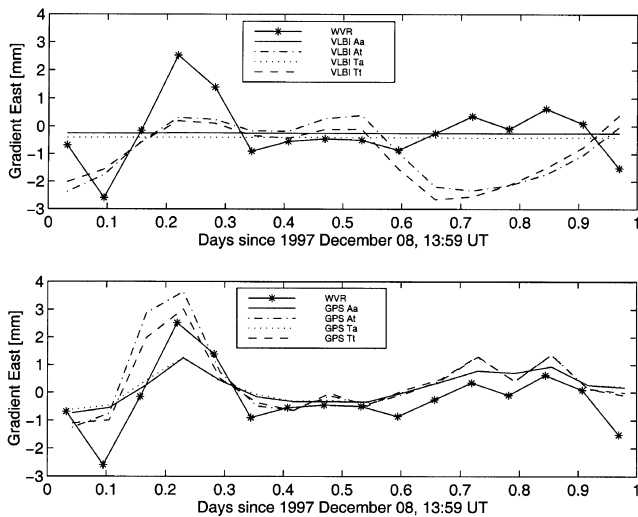 4
3
2
1
0
−1
−2
−3
Gradient East [mm]
WVR
VLBI Aa
VLBI At
VLBI Ta
VLBI Tt
0 0.1 0.2 0.3 0.4 0.5 0.6 0.7 0.8 0.9 1
Days since 1997 December 08, 13:59 UT
4
3
2
1
0
−1
−2
−3
Gradient East [mm]
WVR
GPS Aa
GPS At
GPS Ta
GPS Tt
0 0.1 0.2 0.3 0.4 0.5 0.6 0.7 0.8 0.9 1
Days since 1997 December 08, 13:59 UT